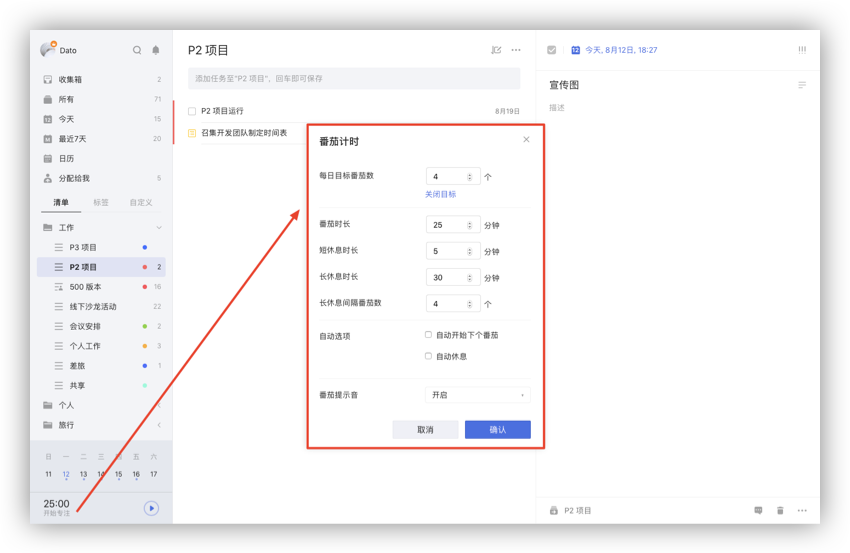 Dato
收集箱 2
所有 71
今天 15
最近7天 20
日历
分配给我 5
清单 标签 自定义
工作
P3 项目
P2 项目 2
500 版本 16
线下沙龙活动 22
会议安排 2
个人工作 3
差旅 1
共享
个人
旅行
日 一 二 三 四 五 六
11 12 13 14 15 16 17
25:00
开始专注
P2 项目
添加任务至"P2 项目"，回车即可保存
P2 项目运行 8月19日
召集开发团队制定时间表
番茄计时
每日目标番茄数 4 个
关闭目标
番茄时长 25 分钟
短休息时长 5 分钟
长休息时长 30 分钟
长休息间隔番茄数 4 个
自动选项 自动开始下个番茄
自动休息
番茄提示音 开启
取消 确认
12 今天, 8月12日, 18:27
宣传图
描述
P2 项目